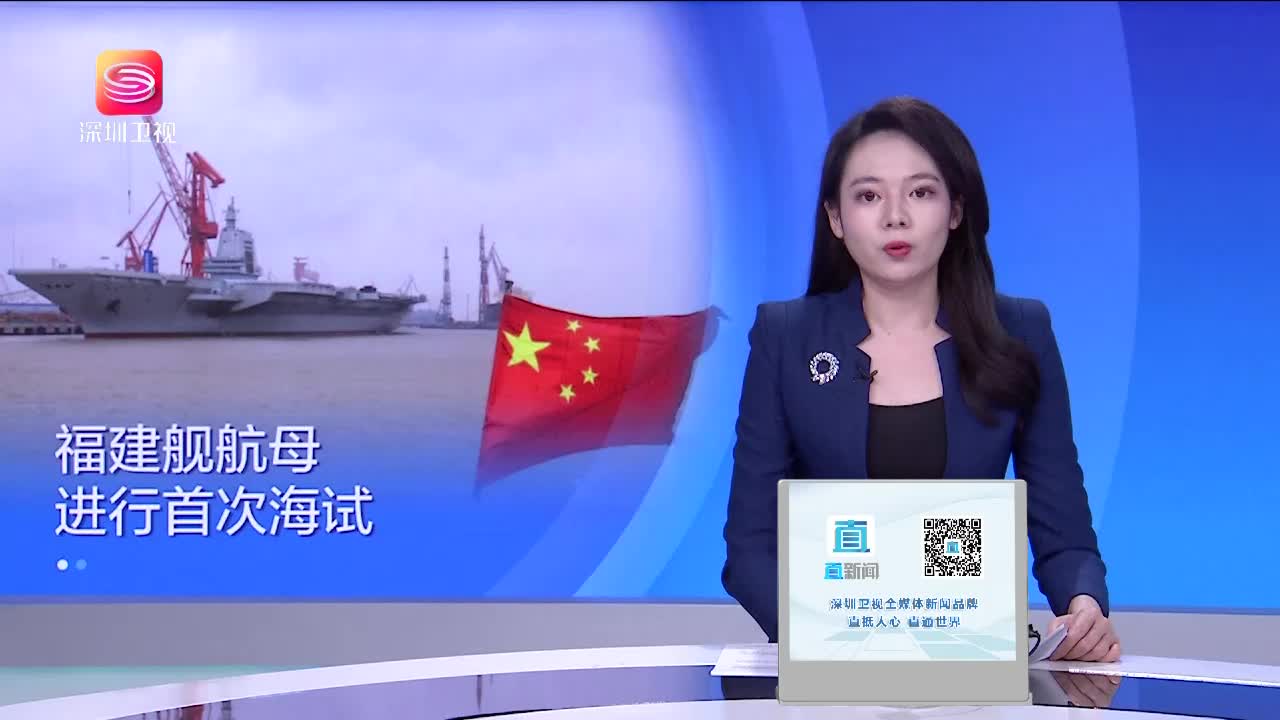 深圳卫视
福建舰航母
进行首次海试
直
直新闻
深圳卫视全媒体新闻品牌
直抵人心 直通世界